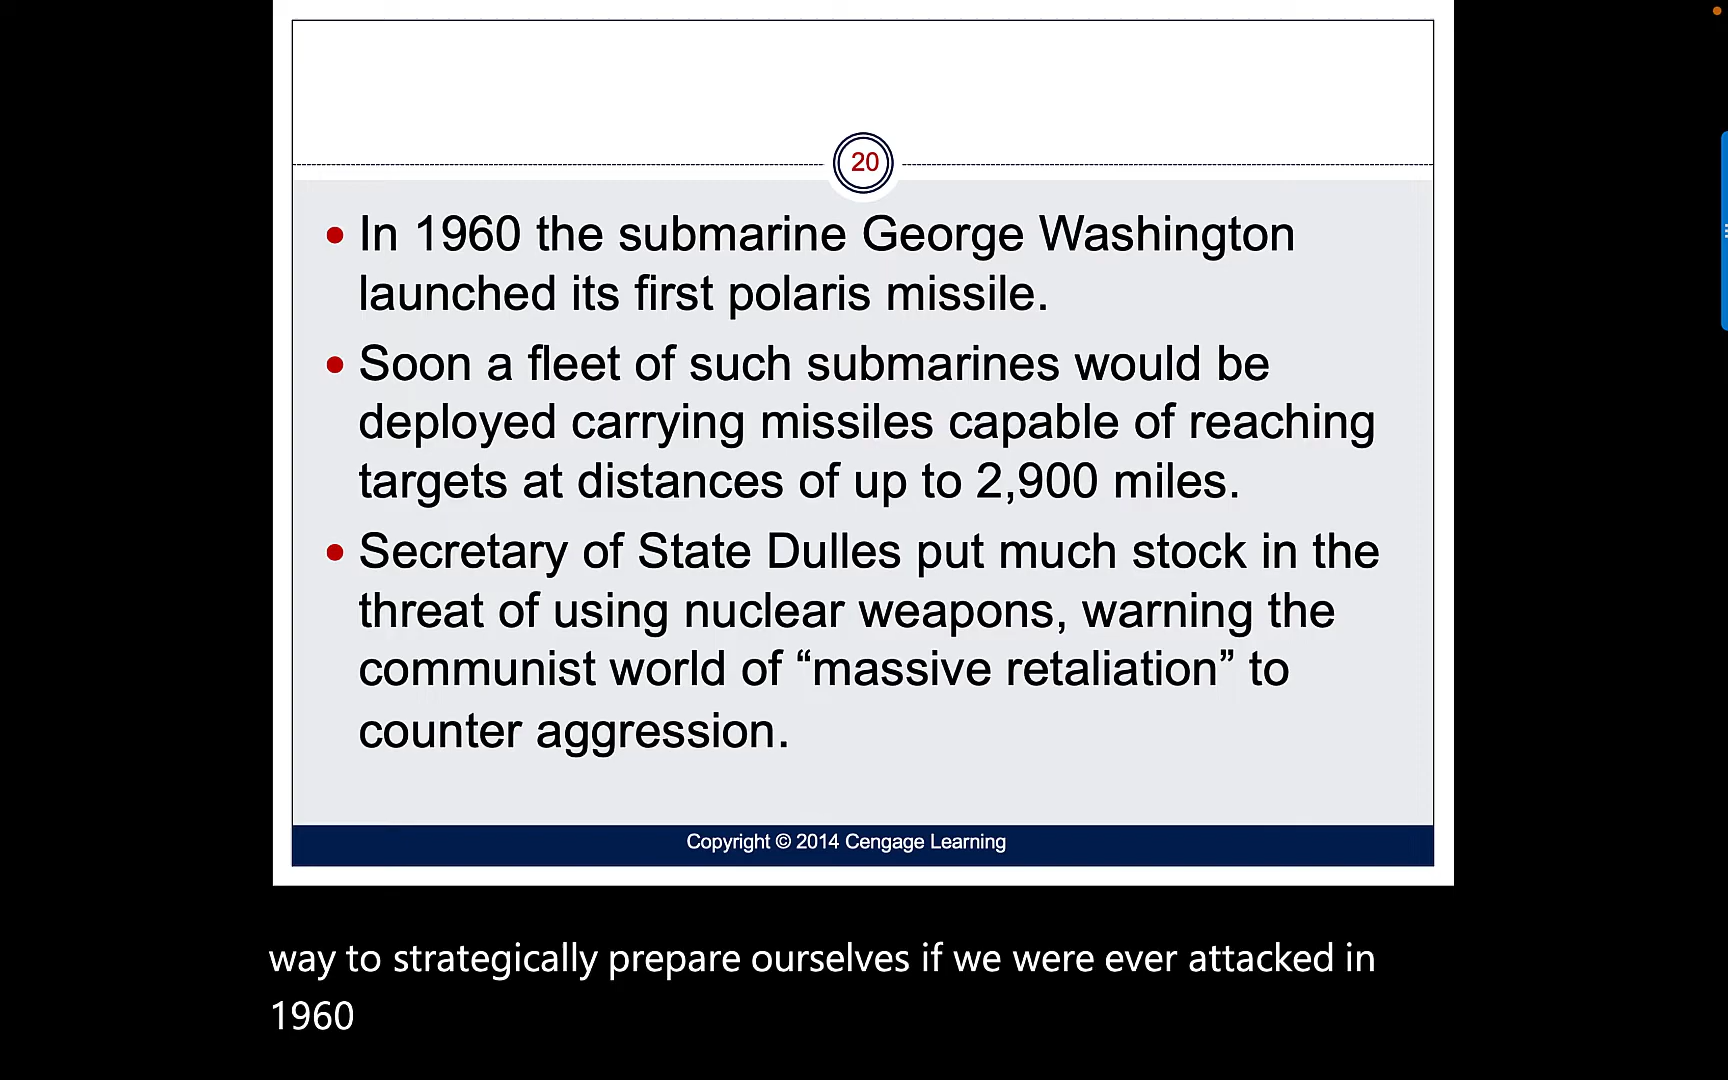 20
• In 1960 the submarine George Washington
launched its first polaris missile.
• Soon a fleet of such submarines would be
deployed carrying missiles capable of reaching
targets at distances of up to 2,900 miles.
• Secretary of State Dulles put much stock in the
threat of using nuclear weapons, warning the
communist world of “massive retaliation” to
counter aggression.
Copyright © 2014 Cengage Learning
way to strategically prepare ourselves if we were ever attacked in
1960